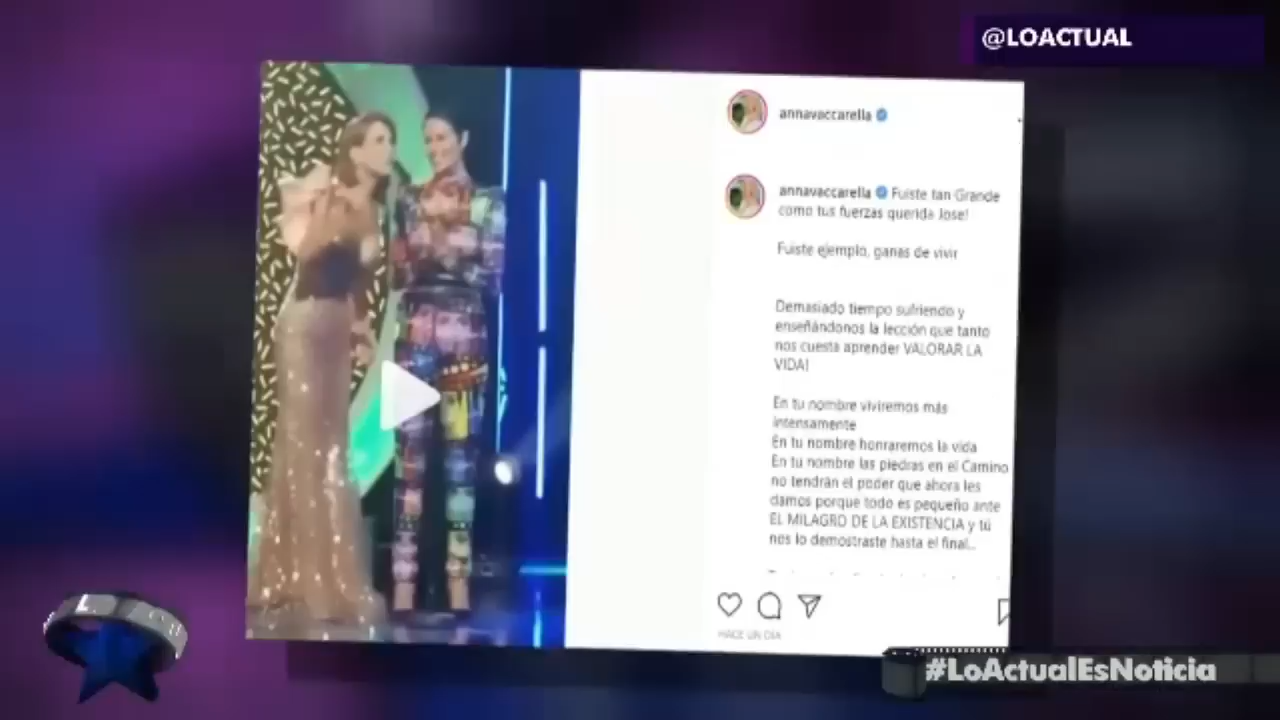 @LOACTUAL
annavaccarella
annavaccarella Fuiste tan Grande
como tus fuerzas querida Jose!
Fuiste ejemplo, ganas de vivir
Demasiado tiempo sufriendo y
enseñándonos la lección que tanto
nos cuesta aprender VALORAR LA
VIDA!
En tu nombre viviremos más
intensamente
En tu nombre honraremos la vida
En tu nombre las piedras en el Camino
no tendrán el poder que ahora les
damos porque todo es pequeño ante
EL MILAGRO DE LA EXISTENCIA y tú
nos lo demostraste hasta el final...
HACE UN DÍA
#LoActualEsNoticia